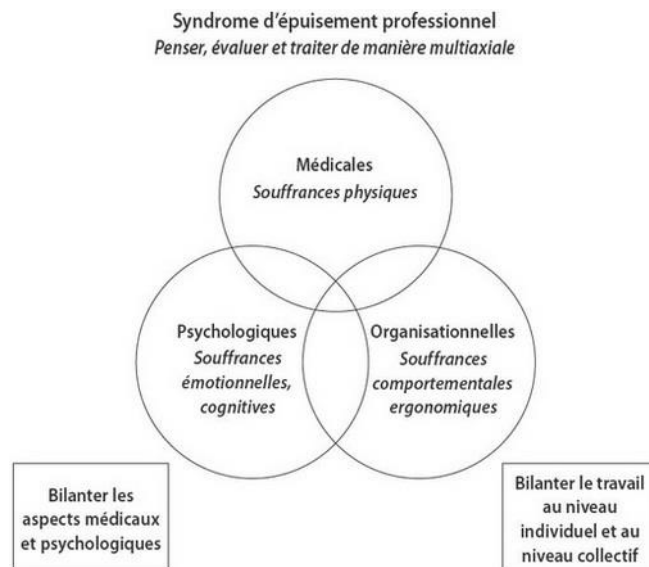 Syndrome d'épuisement professionnel
Penser, évaluer et traiter de manière multiaxiale
Médicales
Souffrances physiques
Psychologiques
Souffrances
émotionnelles,
cognitives
Organisationnelles
Souffrances
comportementales
ergonomiques
Bilanter les
aspects médicaux
et psychologiques
Bilanter le travail
au niveau
individuel et au
niveau collectif